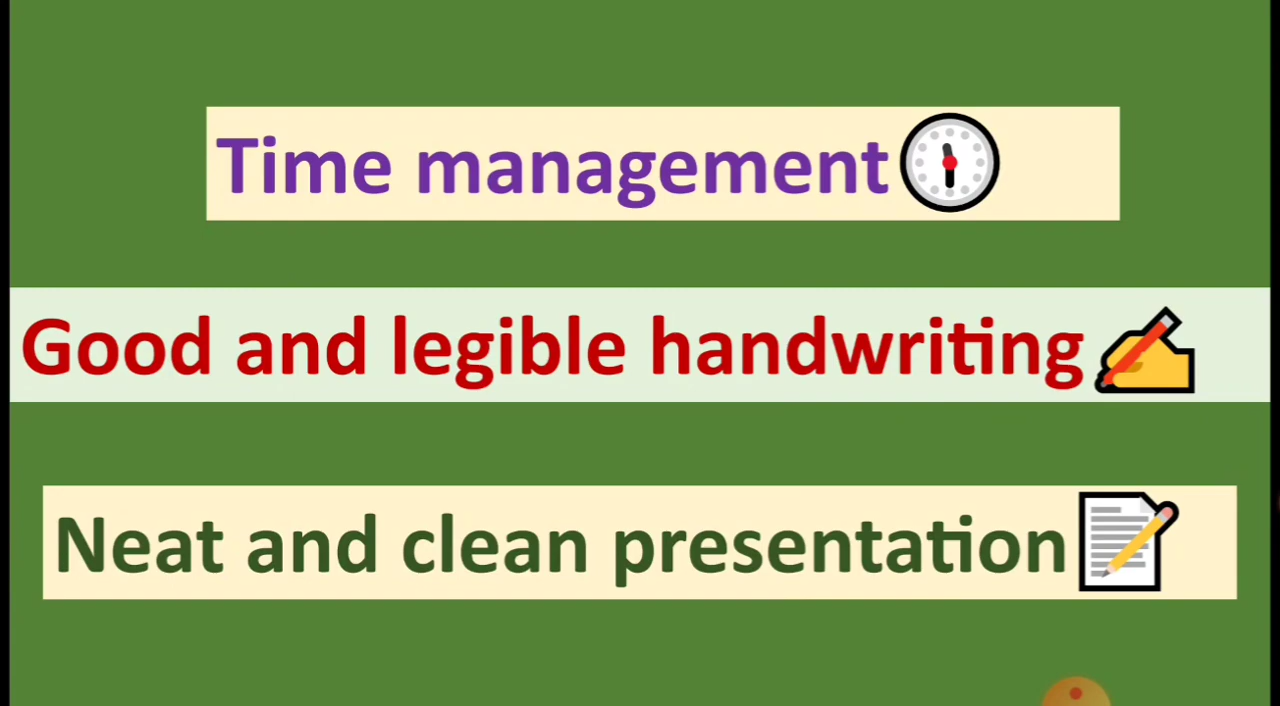 Time management
Good and legible handwriting
Neat and clean presentation